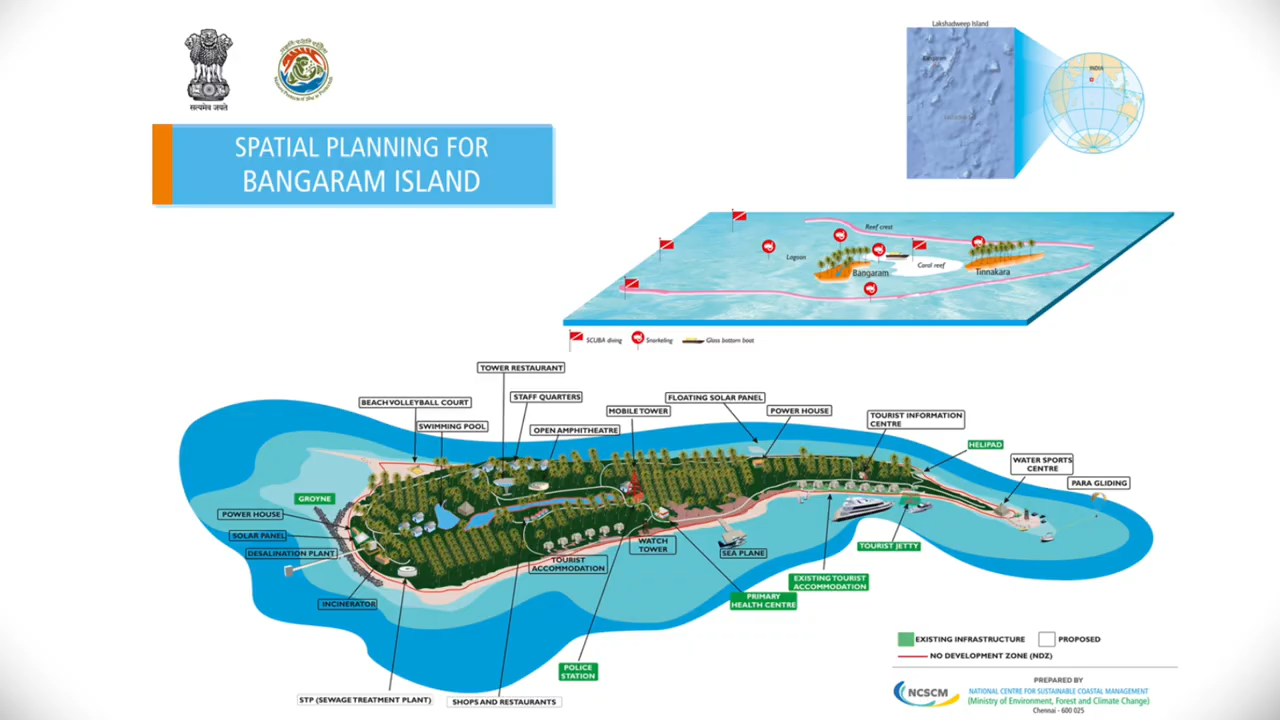 Lakshadweep Island
Bangaram
INDIA
सत्यमेव जयते
SPATIAL PLANNING FOR
BANGARAM ISLAND
Reef crest
Lagoon
Coral reef
Bangaram
Tinnakara
SCUBA diving
Snorkeling
Glass bottom boat
TOWER RESTAURANT
BEACH VOLLEYBALL COURT
STAFF QUARTERS
FLOATING SOLAR PANEL
MOBILE TOWER
POWER HOUSE
SWIMMING POOL
OPEN AMPHITHEATRE
TOURIST INFORMATION
CENTRE
HELIPAD
WATER SPORTS
CENTRE
PARA GLIDING
GROYNE
POWER HOUSE
SOLAR PANEL
DESALINATION PLANT
INCINERATOR
TOURIST
ACCOMMODATION
WATCH
TOWER
SEA PLANE
TOURIST JETTY
EXISTING TOURIST
ACCOMMODATION
PRIMARY
HEALTH CENTRE
POLICE
STATION
STP (SEWAGE TREATMENT PLANT)
SHOPS AND RESTAURANTS
EXISTING INFRASTRUCTURE
PROPOSED
NO DEVELOPMENT ZONE (NDZ)
PREPARED BY
NCSCM
NATIONAL CENTRE FOR SUSTAINABLE COASTAL MANAGEMENT
(Ministry of Environment, Forest and Climate Change)
Chennai - 600 025